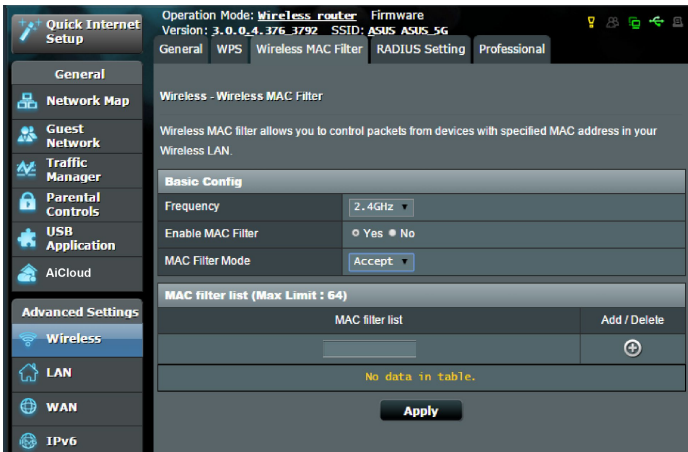 Quick Internet Setup
Operation Mode: Wireless router Firmware
Version: 3.0.0.4.376_3792 SSID: ASUS ASUS_5G
General WPS Wireless MAC Filter RADIUS Setting Professional
General
Network Map
Guest Network
Traffic Manager
Parental Controls
USB Application
AiCloud
Advanced Settings
Wireless
LAN
WAN
IPv6
Wireless - Wireless MAC Filter
Wireless MAC filter allows you to control packets from devices with specified MAC address in your
Wireless LAN.
Basic Config
Frequency 2.4GHz
Enable MAC Filter Yes No
MAC Filter Mode Accept
MAC filter list (Max Limit : 64)
MAC filter list Add / Delete
No data in table.
Apply